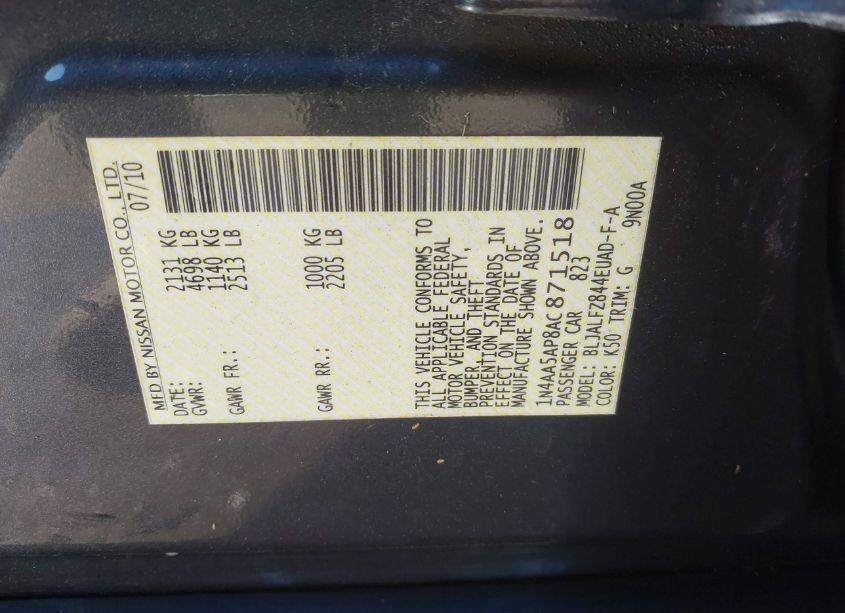 MFD BY NISSAN MOTOR CO., LTD.
DATE: 07/10
GVWR: 2131 KG
4698 LB
GAWR FR.: 1140 KG
2513 LB
GAWR RR.: 1000 KG
2205 LB
THIS VEHICLE CONFORMS TO
ALL APPLICABLE FEDERAL
MOTOR VEHICLE SAFETY,
BUMPER, AND THEFT
PREVENTION STANDARDS IN
EFFECT ON THE DATE OF
MANUFACTURE SHOWN ABOVE.
1N4AA5AP8AC871518
PASSENGER CAR 823
MODEL: BLJALFZ844EUAD-F-A
COLOR: K50 TRIM: G 9N00A